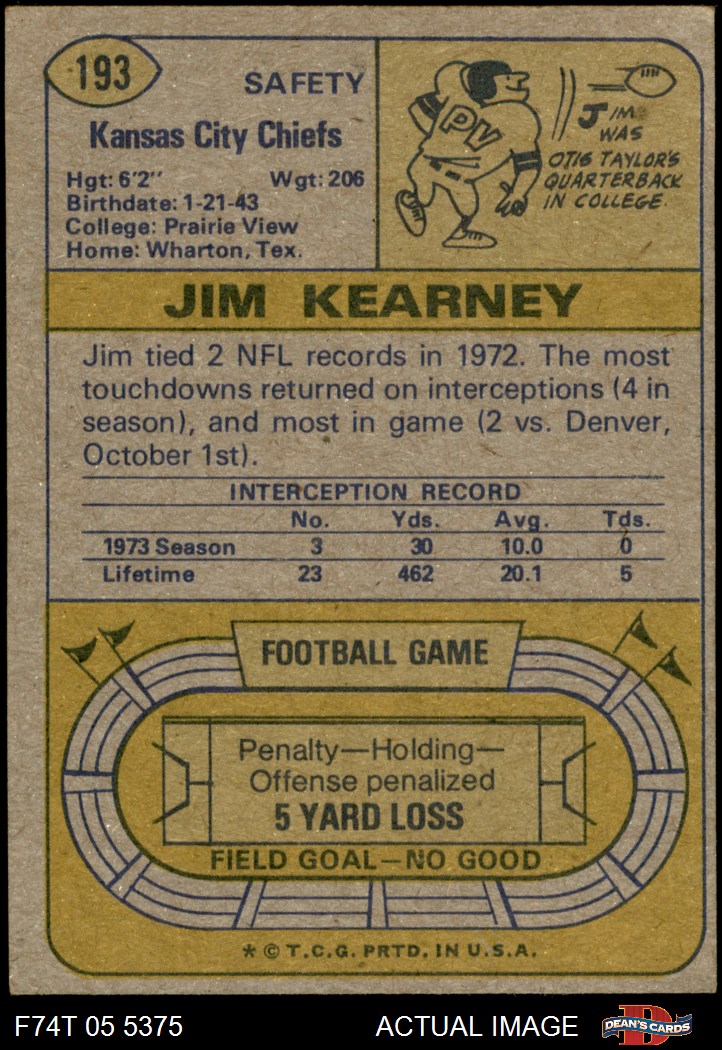 193
SAFETY
Kansas City Chiefs
Hgt: 6'2" Wgt: 206
Birthdate: 1-21-43
College: Prairie View
Home: Wharton, Tex.
PV
JIM
WAS
OTIS TAYLOR'S
QUARTERBACK
IN COLLEGE.
JIM KEARNEY
Jim tied 2 NFL records in 1972. The most
touchdowns returned on interceptions (4 in
season), and most in game (2 vs. Denver,
October 1st).
INTERCEPTION RECORD
No. Yds. Avg. Tds.
1973 Season 3 30 10.0 0
Lifetime 23 462 20.1 5
FOOTBALL GAME
Penalty—Holding—
Offense penalized
5 YARD LOSS
FIELD GOAL—NO GOOD
* © T.C.G. PRTD. IN U.S.A.
F74T 05 5375 ACTUAL IMAGE D DEAN'S CARDS